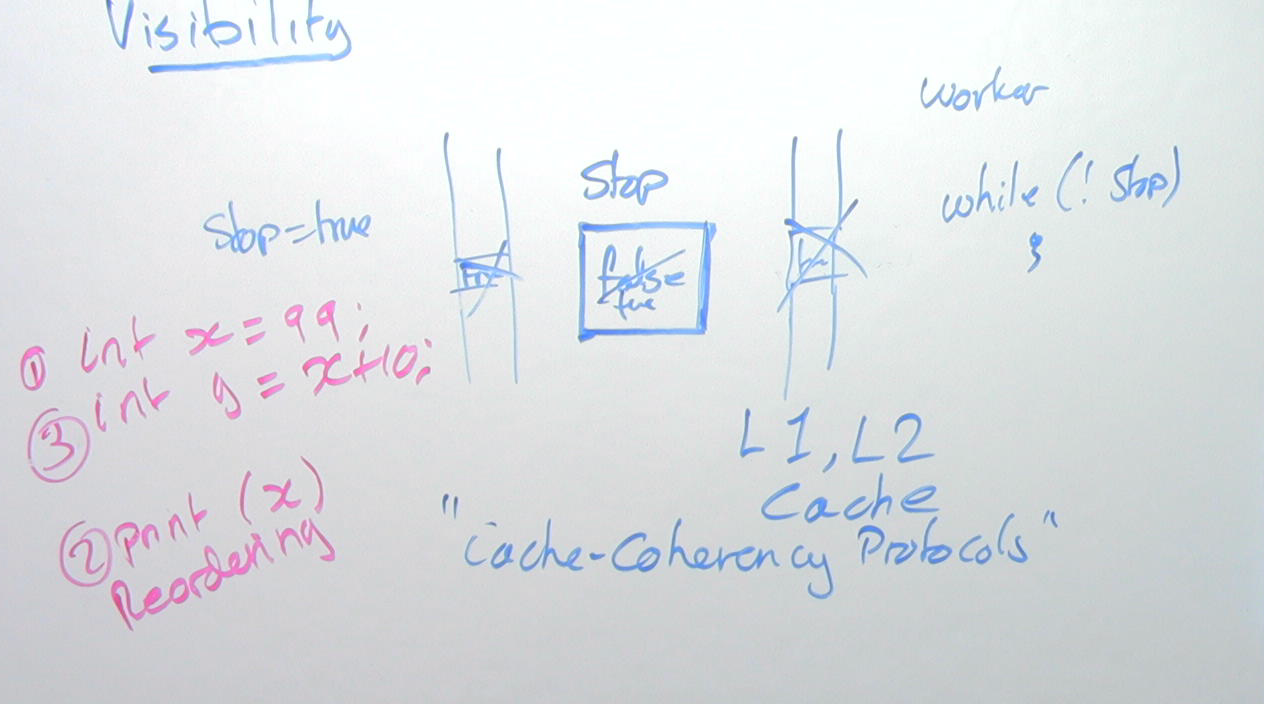 Visibility
worker
Stop
while (! Stop)
}
Stop=true
false
true
① int x = 99;
③ int y = x+10;
② print (x)
Reordering
L1, L2
Cache
"Cache-Coherency Protocols"